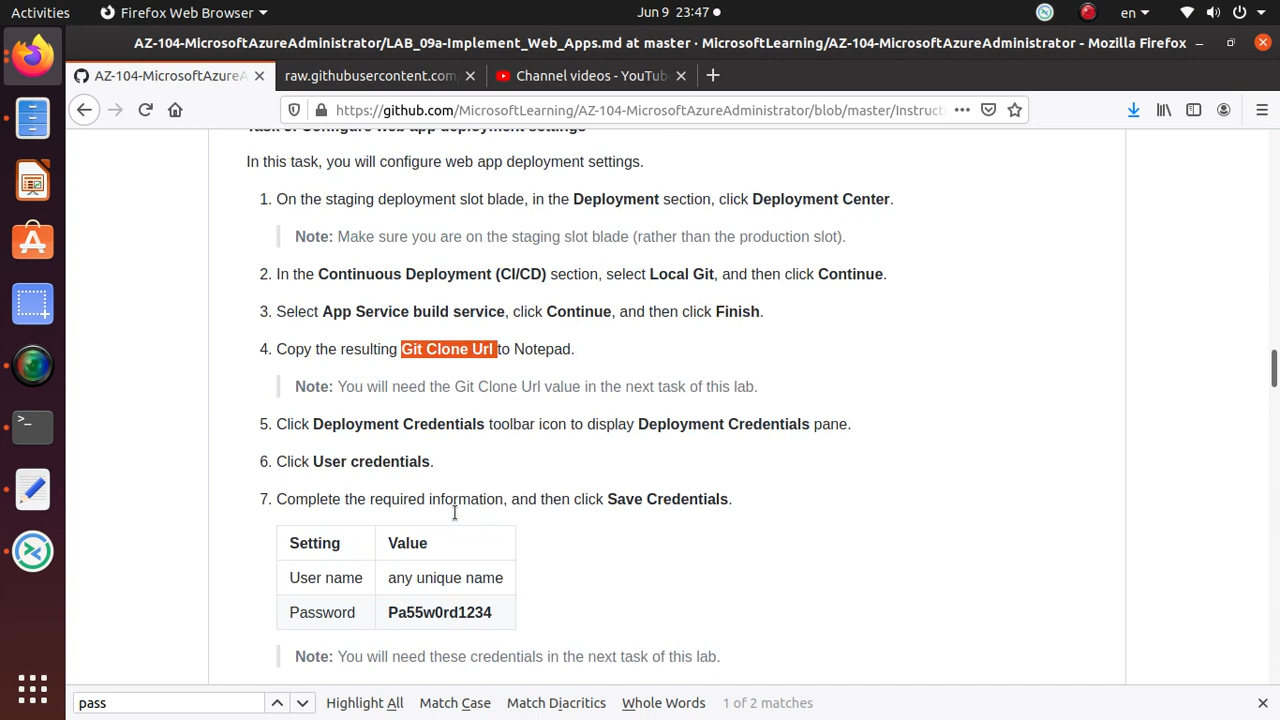 Activities
Firefox Web Browser
Jun 9 23:47
en
AZ-104-MicrosoftAzureAdministrator/LAB_09a-Implement_Web_Apps.md at master · MicrosoftLearning/AZ-104-MicrosoftAzureAdministrator - Mozilla Firefox
AZ-104-MicrosoftAzureA
raw.githubusercontent.com
Channel videos - YouTub
https://github.com/MicrosoftLearning/AZ-104-MicrosoftAzureAdministrator/blob/master/Instructi
In this task, you will configure web app deployment settings.
1. On the staging deployment slot blade, in the Deployment section, click Deployment Center.
Note: Make sure you are on the staging slot blade (rather than the production slot).
2. In the Continuous Deployment (CI/CD) section, select Local Git, and then click Continue.
3. Select App Service build service, click Continue, and then click Finish.
4. Copy the resulting Git Clone Url to Notepad.
Note: You will need the Git Clone Url value in the next task of this lab.
5. Click Deployment Credentials toolbar icon to display Deployment Credentials pane.
6. Click User credentials.
7. Complete the required information, and then click Save Credentials.
Setting Value
User name any unique name
Password Pa55w0rd1234
Note: You will need these credentials in the next task of this lab.
pass
Highlight All
Match Case
Match Diacritics
Whole Words
1 of 2 matches